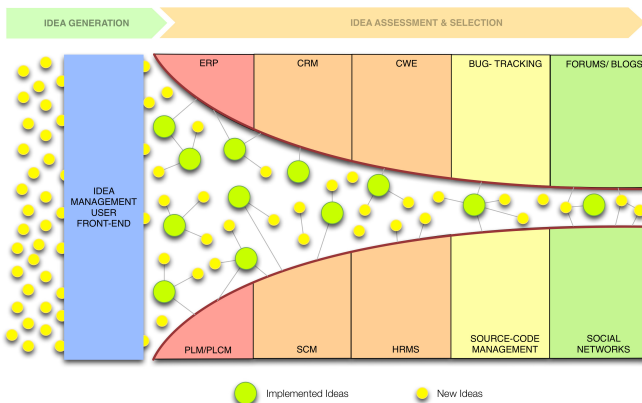 IDEA GENERATION
IDEA ASSESSMENT & SELECTION
ERP
CRM
CWE
BUG- TRACKING
FORUMS/ BLOGS
IDEA
MANAGEMENT
USER
FRONT-END
PLM/PLCM
SCM
HRMS
SOURCE-CODE
MANAGEMENT
SOCIAL
NETWORKS
Implemented Ideas
New Ideas